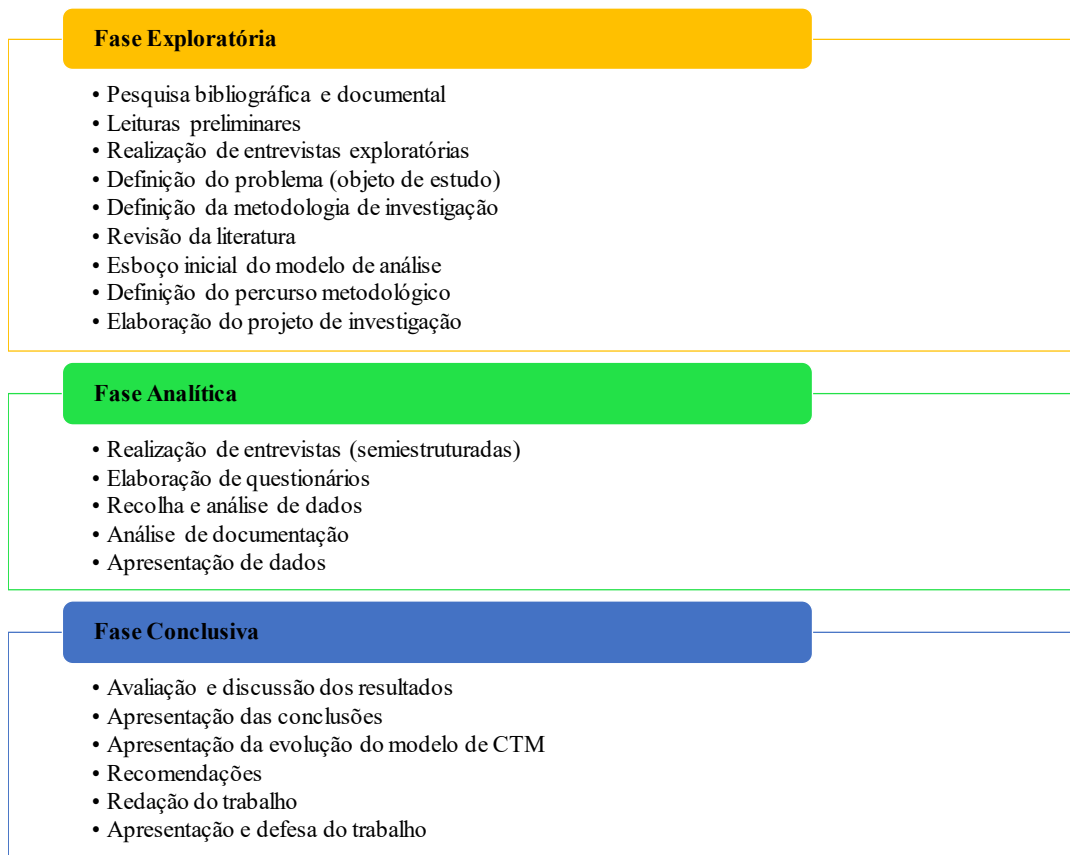 Fase Exploratória
• Pesquisa bibliográfica e documental
• Leituras preliminares
• Realização de entrevistas exploratórias
• Definição do problema (objeto de estudo)
• Definição da metodologia de investigação
• Revisão da literatura
• Esboço inicial do modelo de análise
• Definição do percurso metodológico
• Elaboração do projeto de investigação
Fase Analítica
• Realização de entrevistas (semiestruturadas)
• Elaboração de questionários
• Recolha e análise de dados
• Análise de documentação
• Apresentação de dados
Fase Conclusiva
• Avaliação e discussão dos resultados
• Apresentação das conclusões
• Apresentação da evolução do modelo de CTM
• Recomendações
• Redação do trabalho
• Apresentação e defesa do trabalho